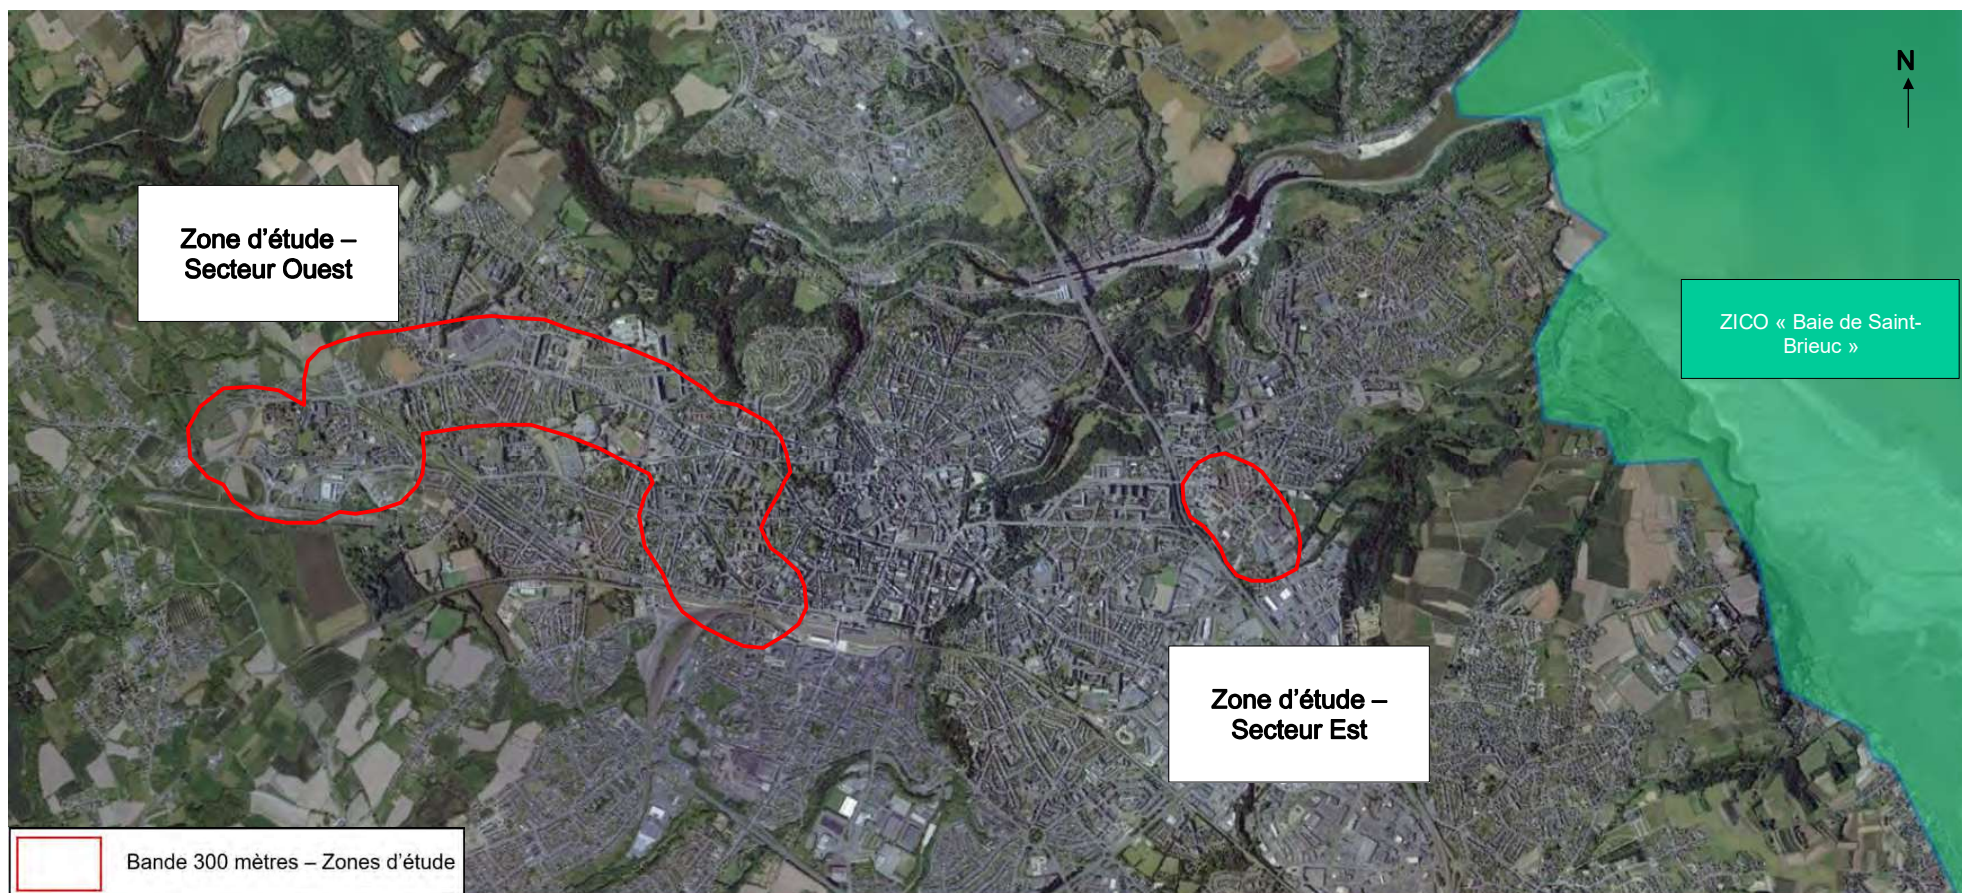 N
Zone d'étude –
Secteur Ouest
ZICO « Baie de Saint-
Brieuc »
Zone d'étude –
Secteur Est
Bande 300 mètres – Zones d'étude